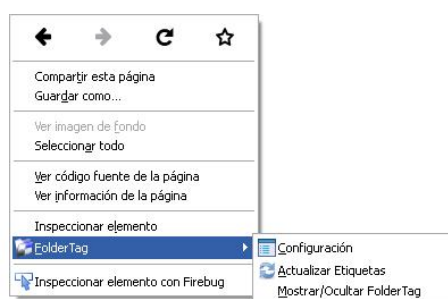 Compartir esta página
Guardar como...
Ver imagen de fondo
Seleccionar todo
Ver código fuente de la página
Ver información de la página
Inspeccionar elemento
FolderTag
Configuración
Actualizar Etiquetas
Mostrar/Ocultar FolderTag
Inspeccionar elemento con Firebug